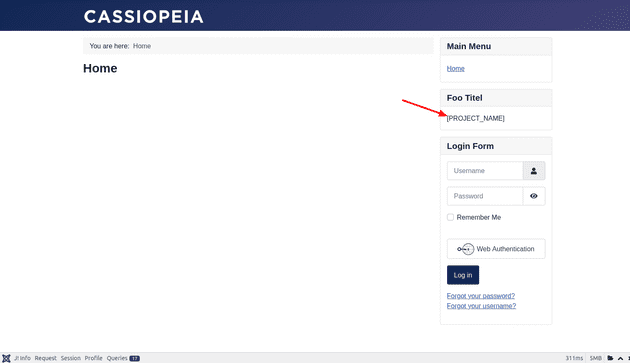 CASSIOPEIA
You are here: Home
Home
Main Menu
Home
Foo Titel
[PROJECT_NAME]
Login Form
Username
Password
Remember Me
Web Authentication
Log in
Forgot your password?
Forgot your username?
J! Info Request Session Profile Queries 17 311ms 5MB